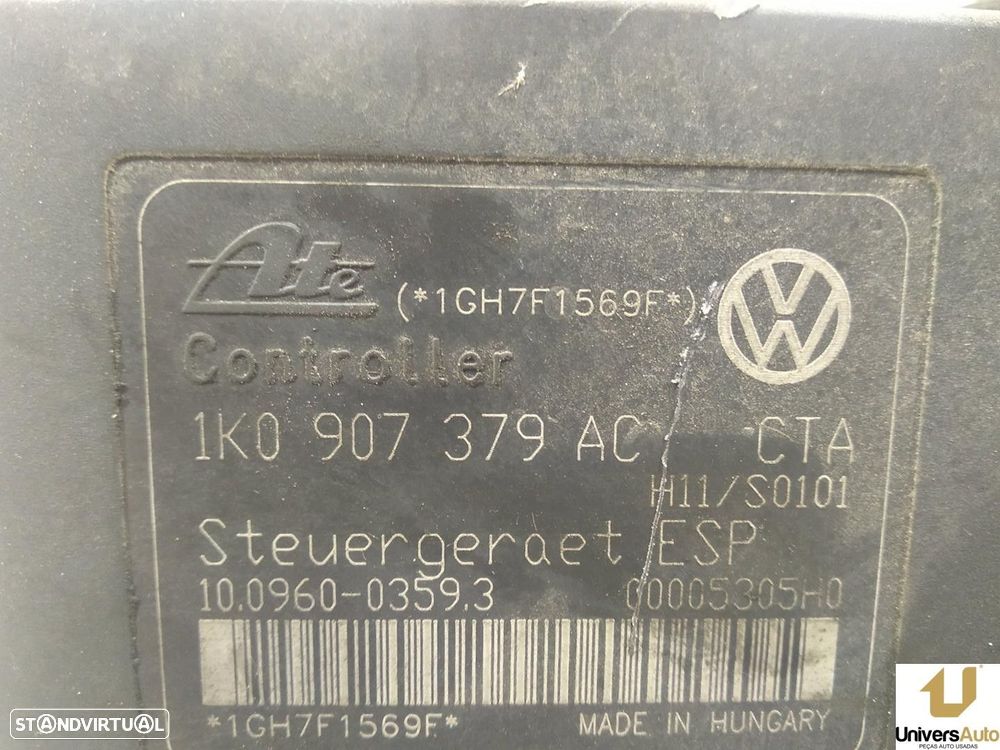 Ate
(*1GH7F1569F*)
Controller
1K0 907 379 AC CTA
H11/S0101
Steuergeraet ESP
10.0960-0359.3 00005305H0
*1GH7F1569F* MADE IN HUNGARY
STANDVIRTUAL
UniversAuto
PEÇAS AUTO USADAS